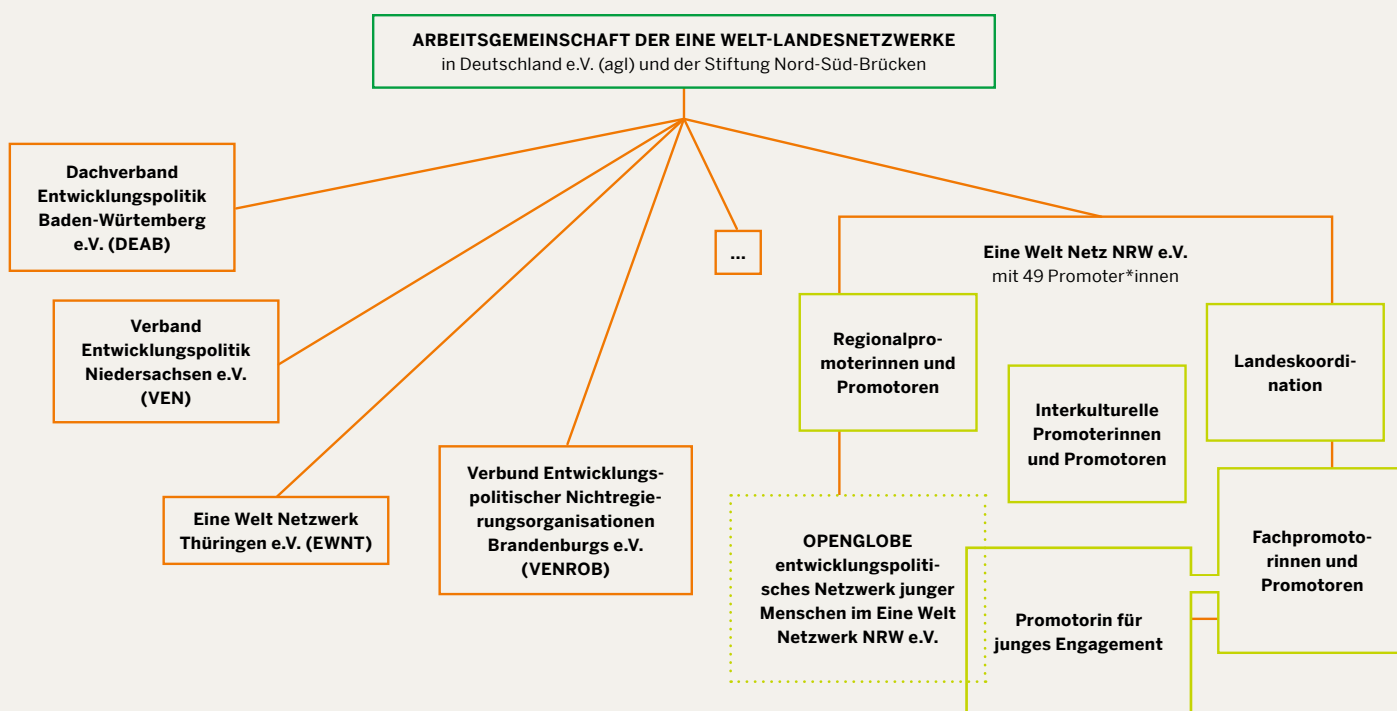 ARBEITSGEMEINSCHAFT DER EINE WELT-LANDESNETZWERKE
in Deutschland e.V. (agl) und der Stiftung Nord-Süd-Brücken
Dachverband
Entwicklungspolitik
Baden-Würtemberg
e.V. (DEAB)
Verband
Entwicklungspolitik
Niedersachsen e.V.
(VEN)
Eine Welt Netzwerk
Thüringen e.V. (EWNT)
Verbund Entwicklungs-
politischer Nichtregie-
rungsorganisationen
Brandenburgs e.V.
(VENROB)
...
Eine Welt Netz NRW e.V.
mit 49 Promoter*innen
Regionalpro-
moterinnen und
Promotoren
Interkulturelle
Promoterinnen
und Promotoren
Landeskoordi-
nation
OPENGLOBE
entwicklungspoliti-
sches Netzwerk junger
Menschen im Eine Welt
Netzwerk NRW e.V.
Promotorin für
junges Engagement
Fachpromoto-
rinnen und
Promotoren